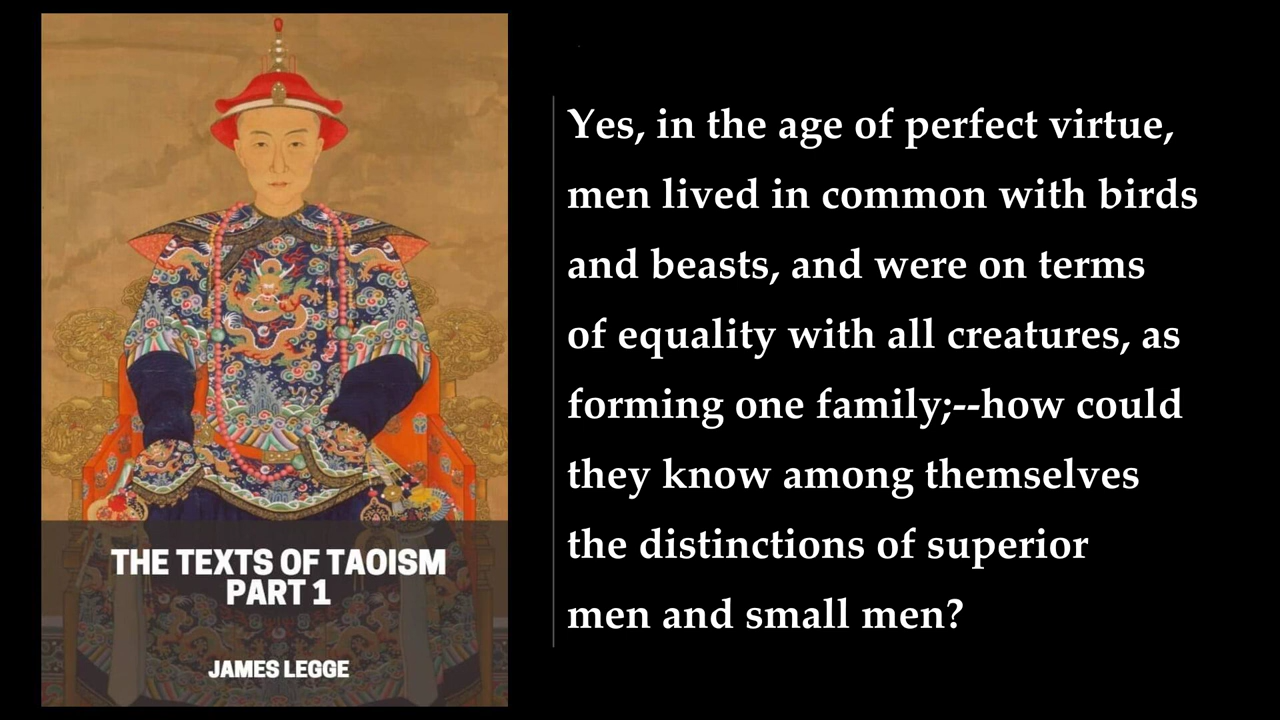 THE TEXTS OF TAOISM
PART 1
JAMES LEGGE
Yes, in the age of perfect virtue,
men lived in common with birds
and beasts, and were on terms
of equality with all creatures, as
forming one family;--how could
they know among themselves
the distinctions of superior
men and small men?